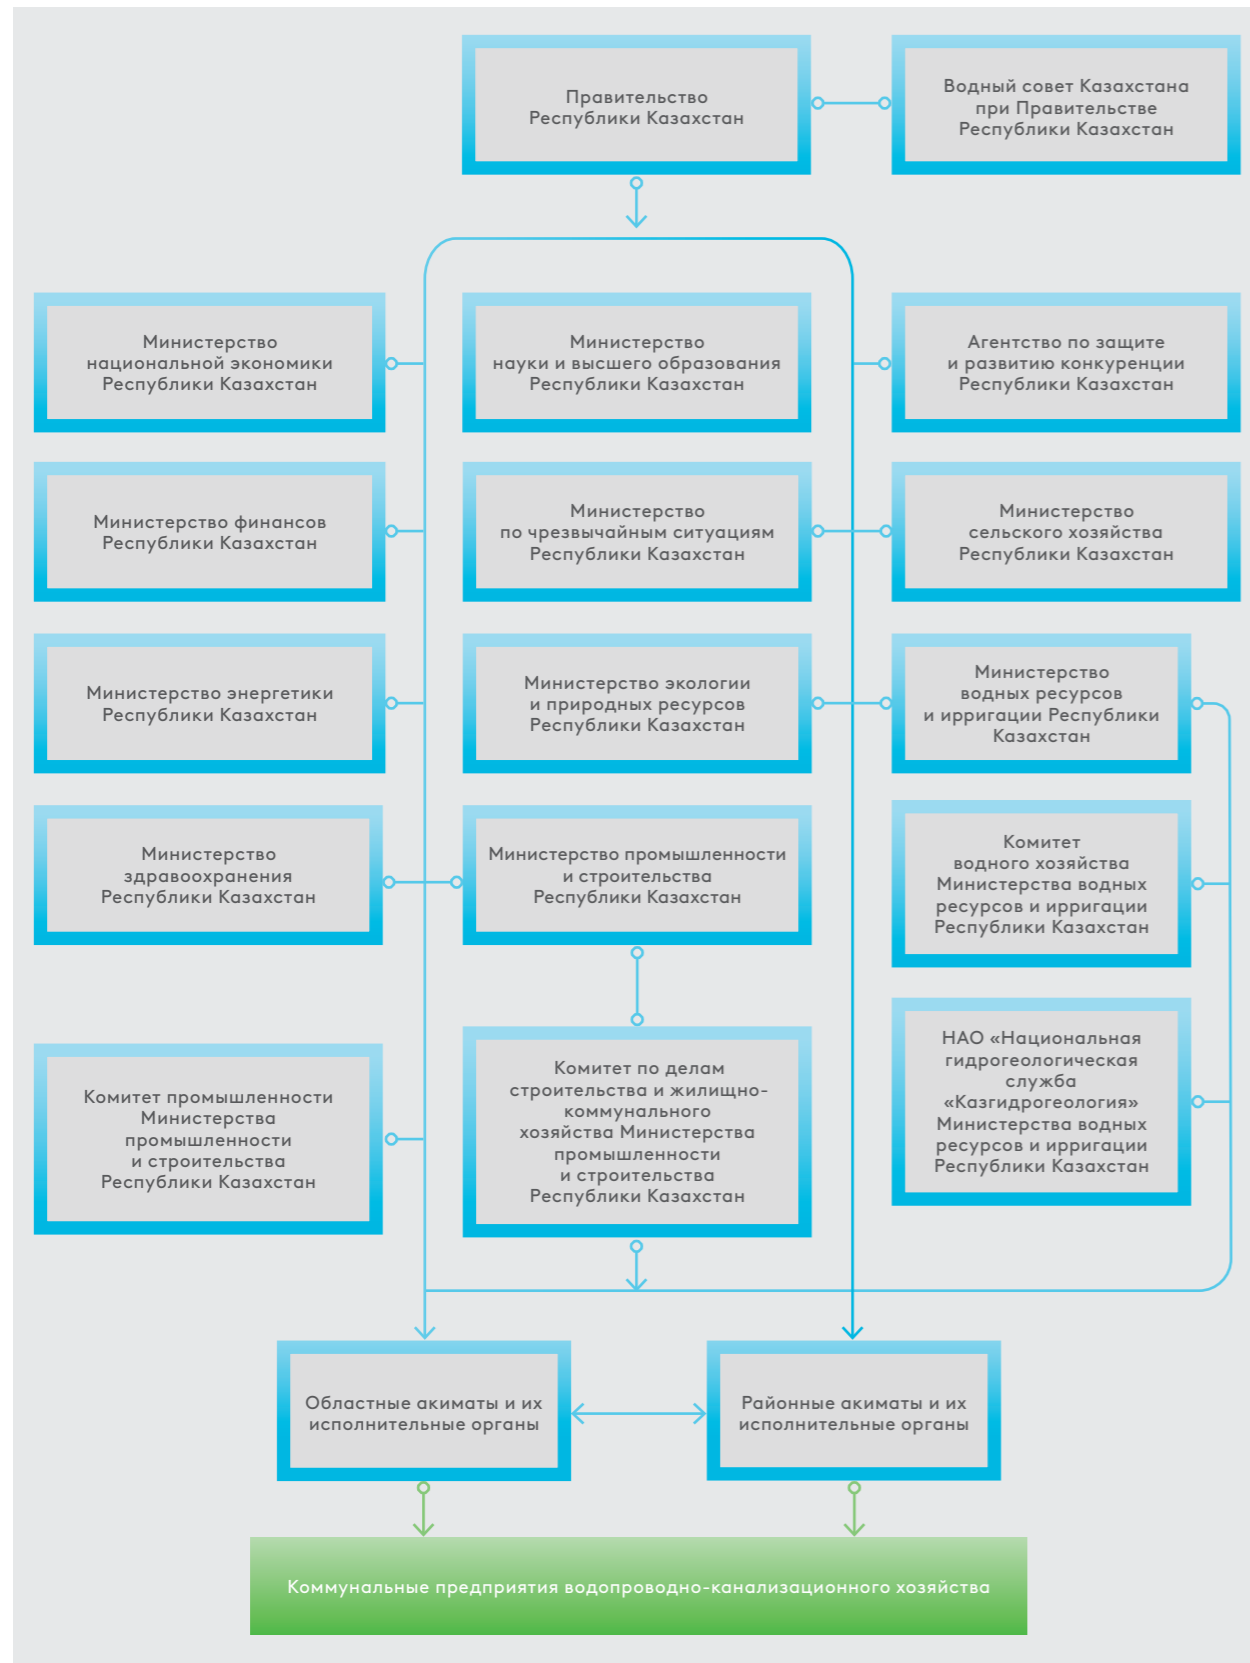 Правительство
Республики Казахстан
Водный совет Казахстана
при Правительстве
Республики Казахстан
Министерство
национальной экономики
Республики Казахстан
Министерство
науки и высшего образования
Республики Казахстан
Агентство по защите
и развитию конкуренции
Республики Казахстан
Министерство финансов
Республики Казахстан
Министерство
по чрезвычайным ситуациям
Республики Казахстан
Министерство
сельского хозяйства
Республики Казахстан
Министерство энергетики
Республики Казахстан
Министерство экологии
и природных ресурсов
Республики Казахстан
Министерство
водных ресурсов
и ирригации Республики
Казахстан
Министерство
здравоохранения
Республики Казахстан
Министерство промышленности
и строительства
Республики Казахстан
Комитет
водного хозяйства
Министерства водных
ресурсов и ирригации
Республики Казахстан
Комитет промышленности
Министерства
промышленности
и строительства
Республики Казахстан
Комитет по делам
строительства и жилищно-
коммунального
хозяйства Министерства
промышленности
и строительства
Республики Казахстан
НАО «Национальная
гидрогеологическая
служба
«Казгидрогеология»
Министерства водных
ресурсов и ирригации
Республики Казахстан
Областные акиматы и их
исполнительные органы
Районные акиматы и их
исполнительные органы
Коммунальные предприятия водопроводно-канализационного хозяйства